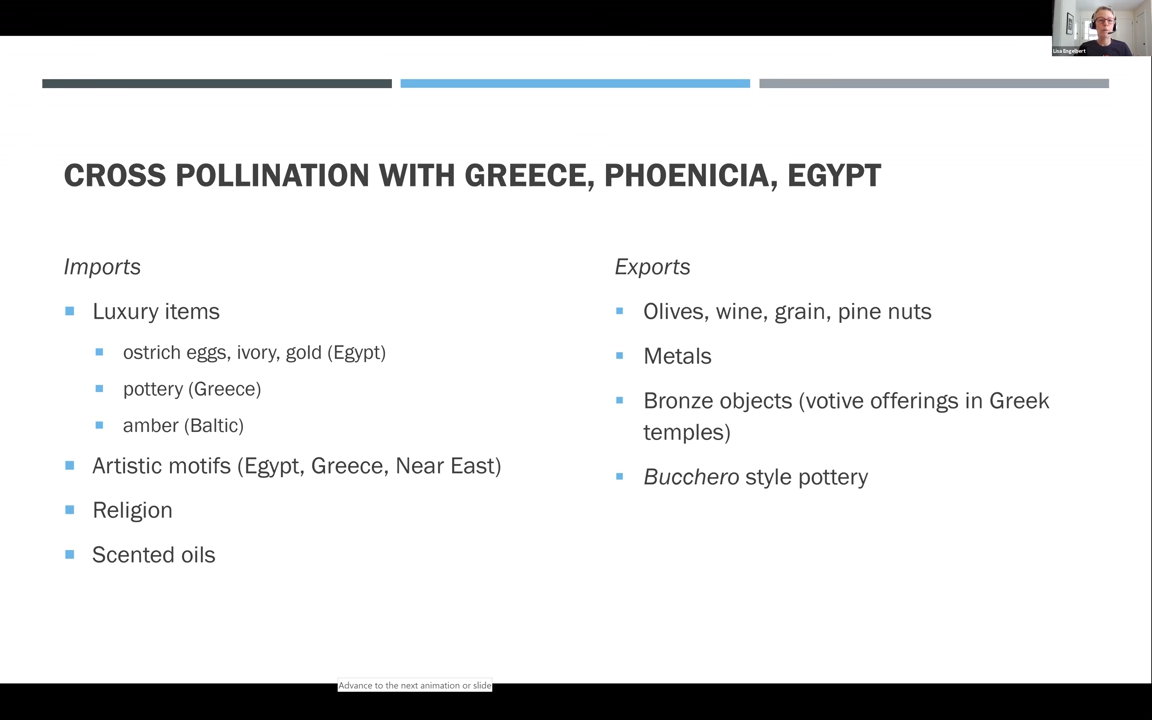 Lisa Engelbert
CROSS POLLINATION WITH GREECE, PHOENICIA, EGYPT
Imports
Luxury items
ostrich eggs, ivory, gold (Egypt)
pottery (Greece)
amber (Baltic)
Artistic motifs (Egypt, Greece, Near East)
Religion
Scented oils
Exports
Olives, wine, grain, pine nuts
Metals
Bronze objects (votive offerings in Greek
temples)
Bucchero style pottery
Advance to the next animation or slide